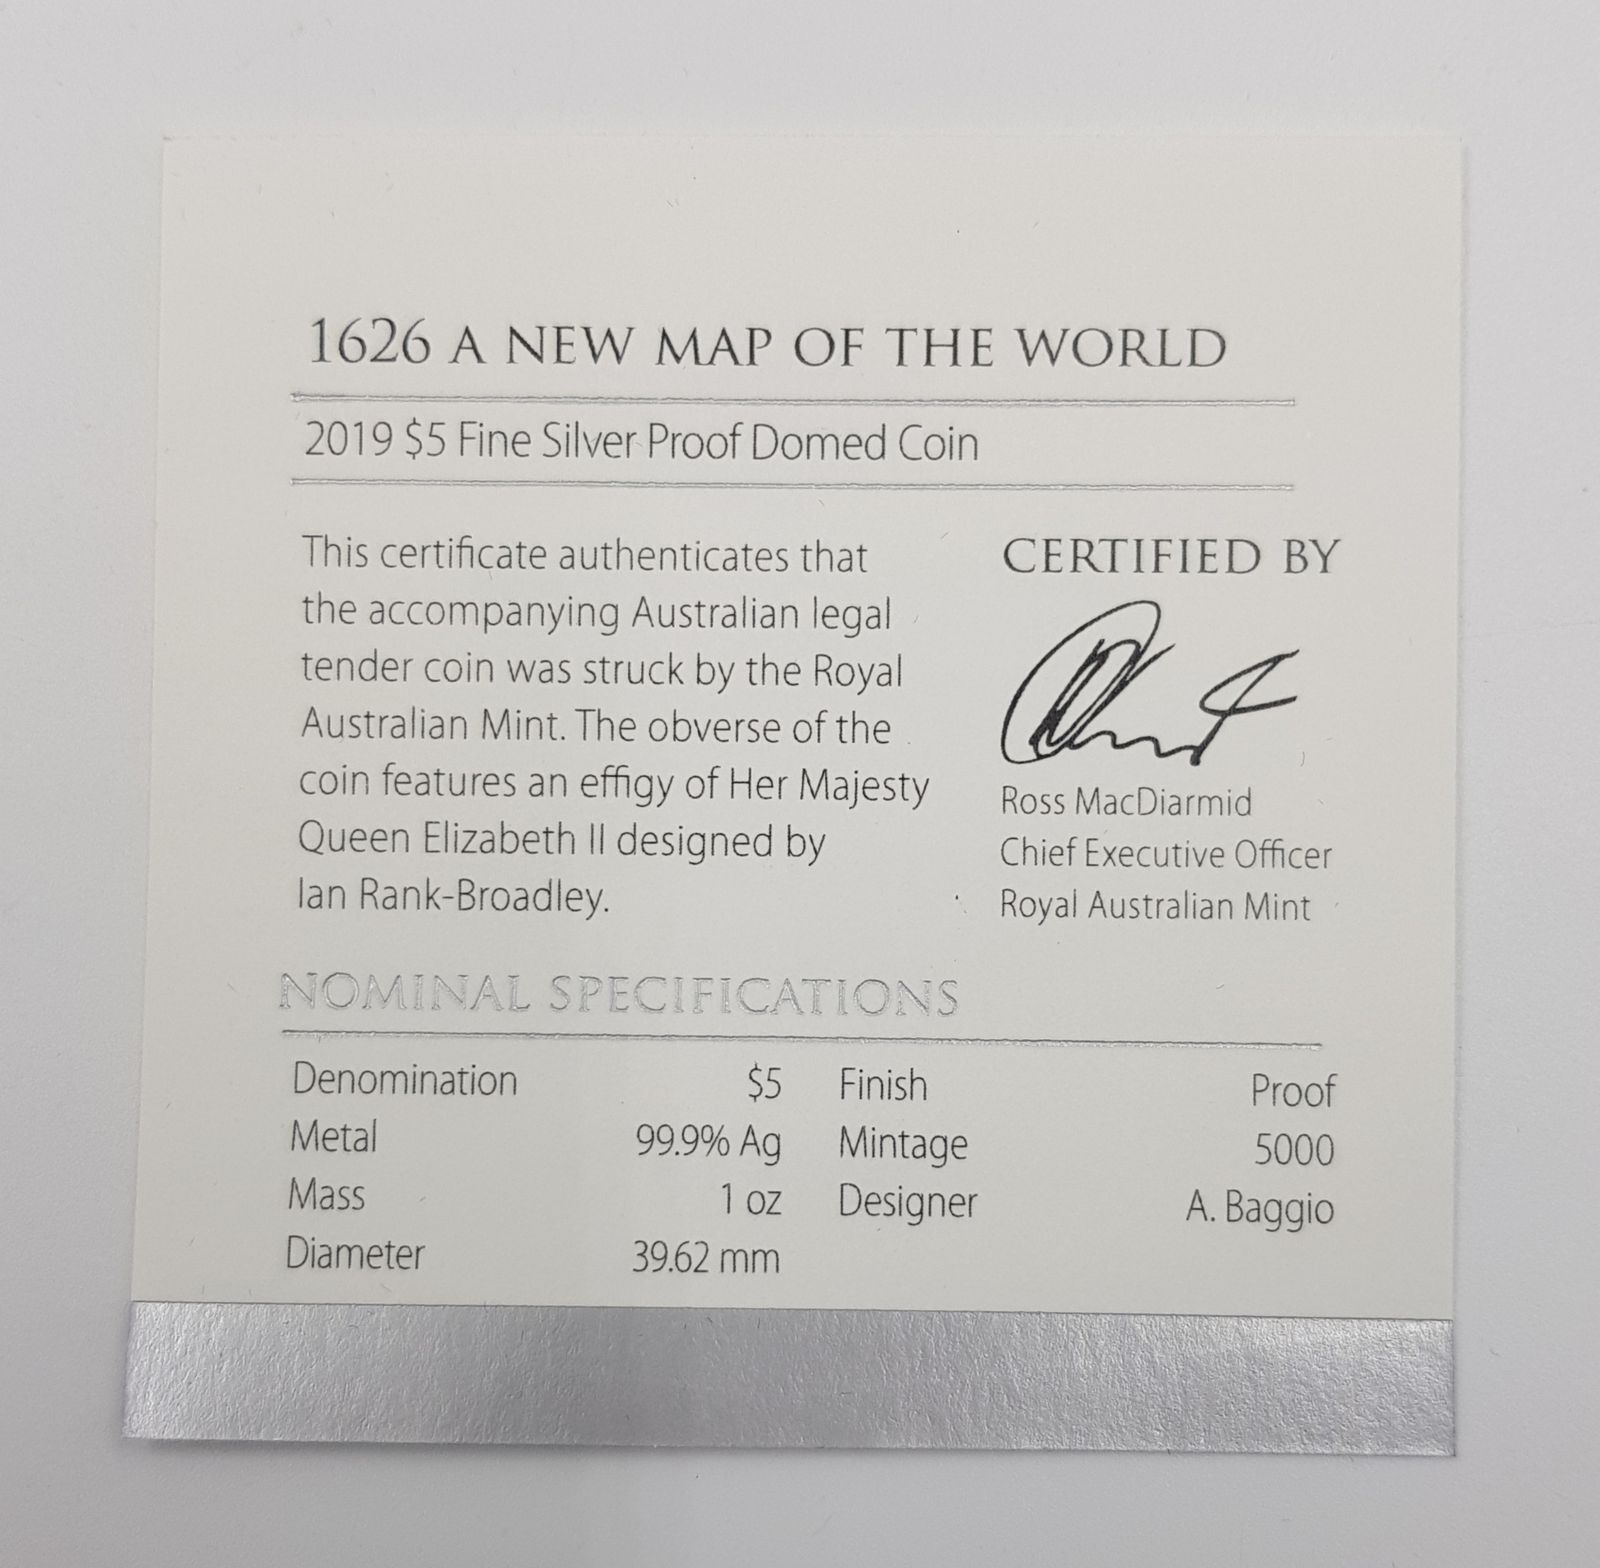 1626 A NEW MAP OF THE WORLD
2019 $5 Fine Silver Proof Domed Coin
This certificate authenticates that
the accompanying Australian legal
tender coin was struck by the Royal
Australian Mint. The obverse of the
coin features an effigy of Her Majesty
Queen Elizabeth II designed by
Ian Rank-Broadley.
CERTIFIED BY
Ross MacDiarmid
Chief Executive Officer
Royal Australian Mint
NOMINAL SPECIFICATIONS
Denomination $5 Finish Proof
Metal 99.9% Ag Mintage 5000
Mass 1 oz Designer A. Baggio
Diameter 39.62 mm